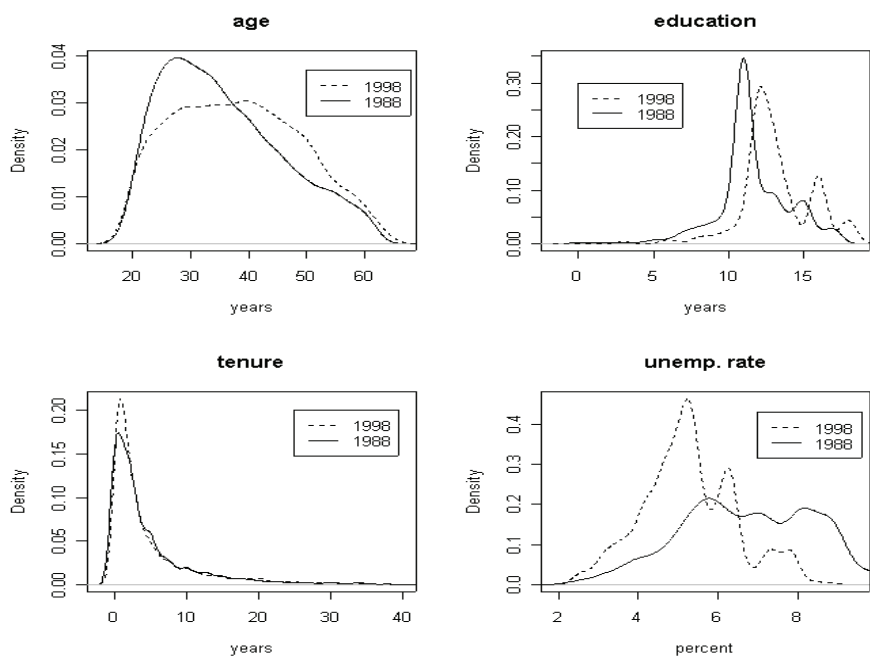 age
Density
0.00 0.01 0.02 0.03 0.04
1998
1988
20 30 40 50 60
years
education
Density
0.00 0.10 0.20 0.30
1998
1988
0 5 10 15
years
tenure
Density
0.00 0.05 0.10 0.15 0.20
1998
1988
0 10 20 30 40
years
unemp. rate
Density
0.0 0.1 0.2 0.3 0.4
1998
1988
2 4 6 8
percent